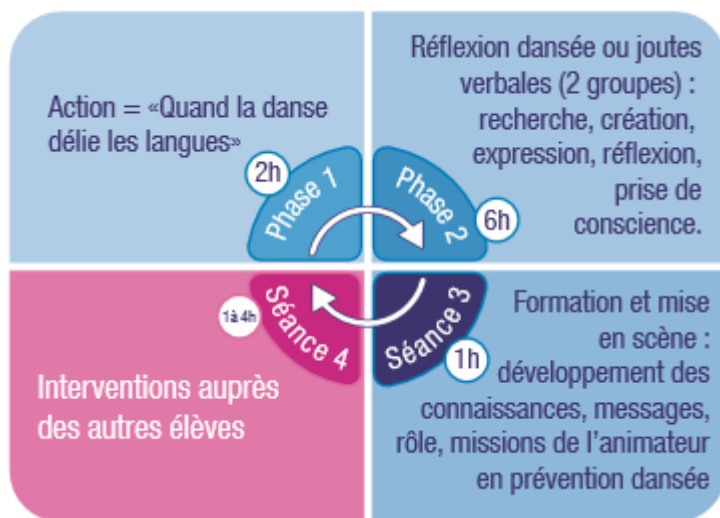 Action = «Quand la danse
délie les langues»
2h
Phase 1
Réflexion dansée ou joutes
verbales (2 groupes) :
recherche, création,
expression, réflexion,
prise de
conscience.
Phase 2
6h
Formation et mise
en scène :
développement des
connaissances, messages,
rôle, missions de l'animateur
en prévention dansée
Séance 3
1h
Séance 4
1à 4h
Interventions auprès
des autres élèves